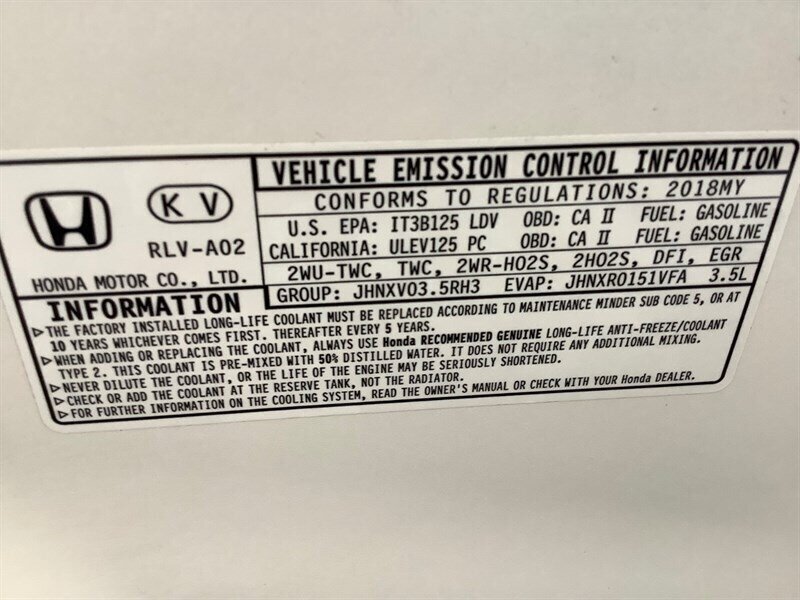 VEHICLE EMISSION CONTROL INFORMATION
CONFORMS TO REGULATIONS: 2018MY
U.S. EPA: IT3B125 LDV OBD: CA II FUEL: GASOLINE
CALIFORNIA: ULEV125 PC OBD: CA II FUEL: GASOLINE
2WU-TWC, TWC, 2WR-HO2S, 2HO2S, DFI, EGR
GROUP: JHNXV03.5RH3 EVAP: JHNXR0151VFA 3.5L
K V
RLV-A02
HONDA MOTOR CO., LTD.
INFORMATION
▷THE FACTORY INSTALLED LONG-LIFE COOLANT MUST BE REPLACED ACCORDING TO MAINTENANCE MINDER SUB CODE 5, OR AT
10 YEARS WHICHEVER COMES FIRST. THEREAFTER EVERY 5 YEARS.
▷WHEN ADDING OR REPLACING THE COOLANT, ALWAYS USE Honda RECOMMENDED GENUINE LONG-LIFE ANTI-FREEZE/COOLANT
TYPE 2. THIS COOLANT IS PRE-MIXED WITH 50% DISTILLED WATER. IT DOES NOT REQUIRE ANY ADDITIONAL MIXING.
▷NEVER DILUTE THE COOLANT, OR THE LIFE OF THE ENGINE MAY BE SERIOUSLY SHORTENED.
▷CHECK OR ADD THE COOLANT AT THE RESERVE TANK, NOT THE RADIATOR.
▷FOR FURTHER INFORMATION ON THE COOLING SYSTEM, READ THE OWNER'S MANUAL OR CHECK WITH YOUR Honda DEALER.